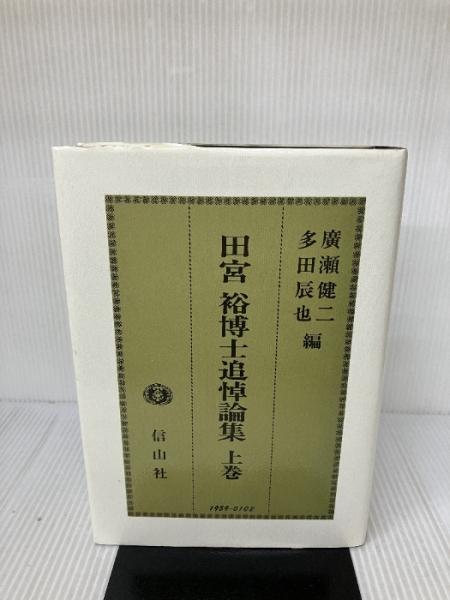 廣瀬健二
多田辰也 編
田宮 裕博士追悼論集 上巻
信山社
1959-0102